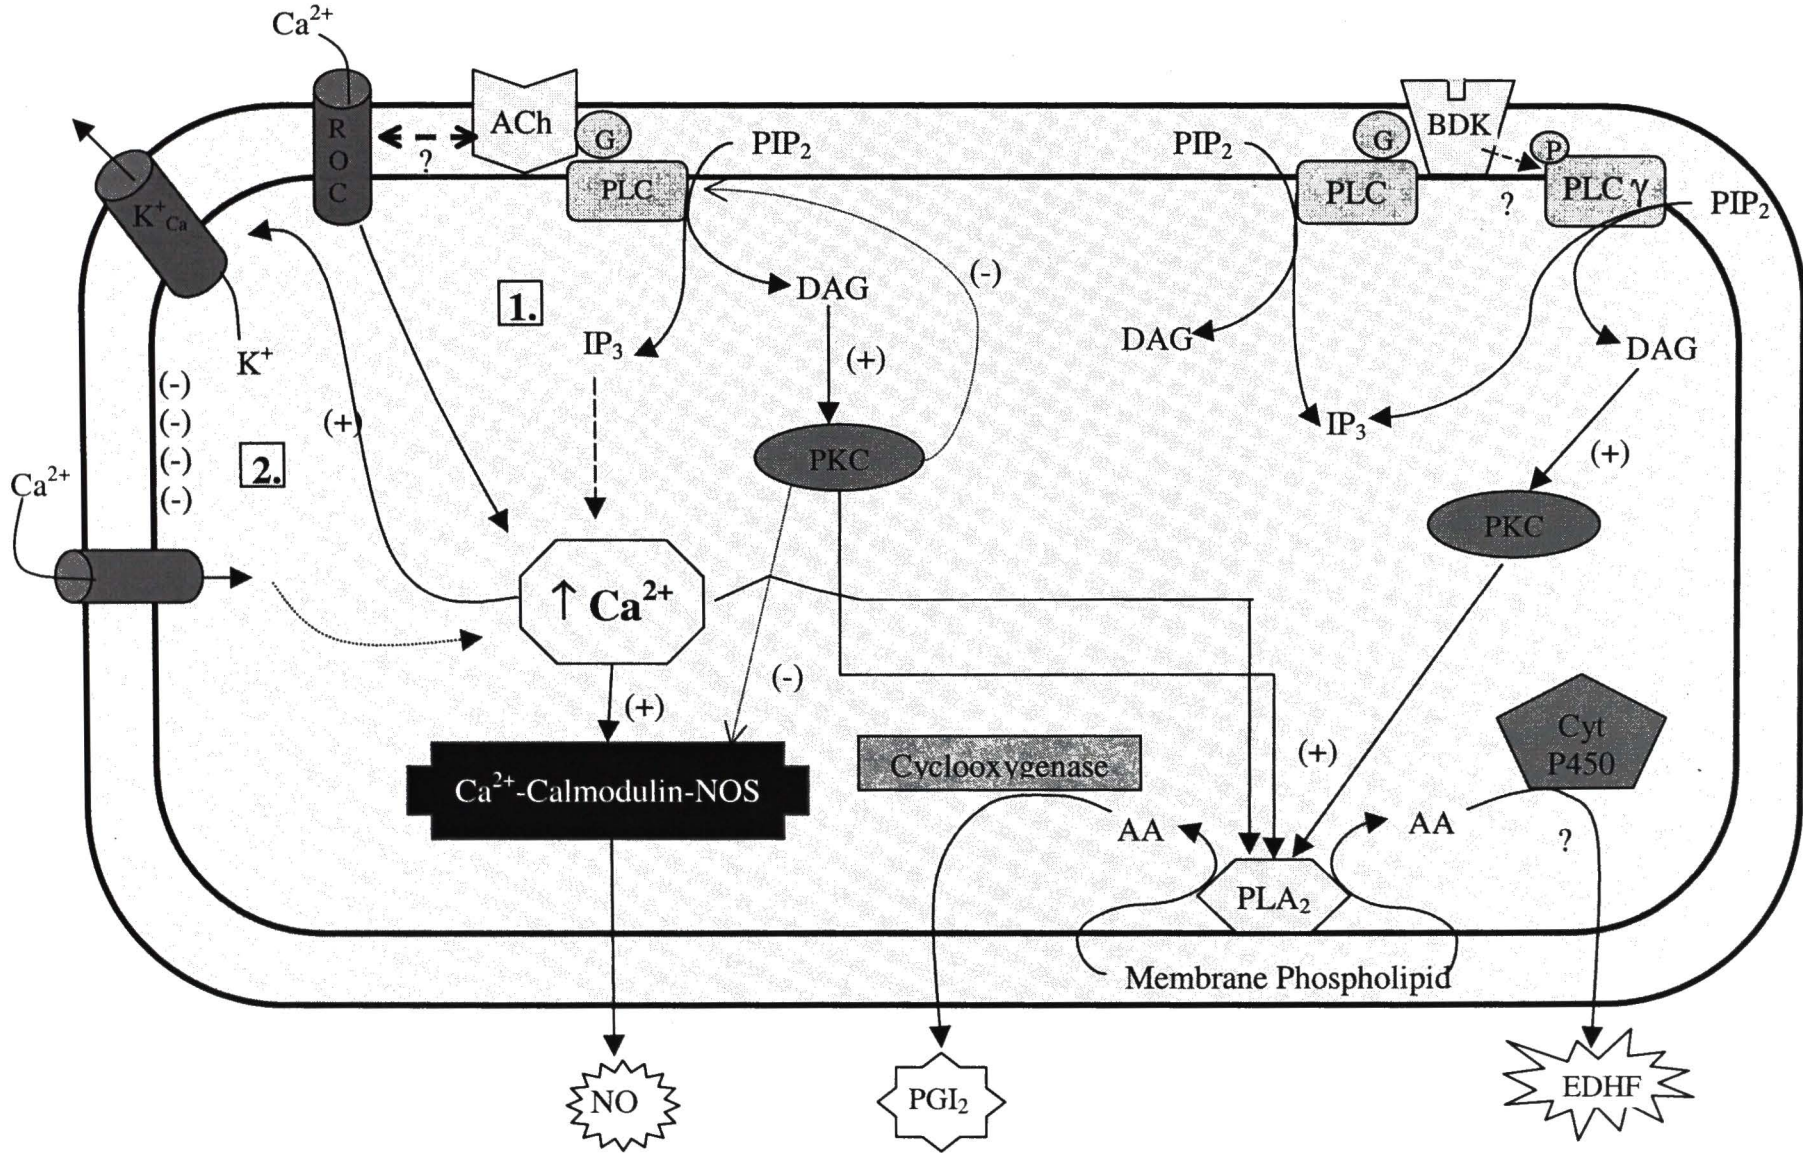 Ca²⁺
R
O
C
ACh
G
PIP₂
PIP₂
G
BDK
P
?
PLC
PLC
?
PLC γ
PIP₂
K⁺Ca
1.
DAG
(-)
DAG
DAG
K⁺
IP₃
(+)
(-)
(-)
(-)
(-)
(+)
IP₃
2.
PKC
(+)
Ca²⁺
PKC
↑ Ca²⁺
(+)
(-)
(+)
Cyt
P450
Cyclooxygenase
Ca²⁺-Calmodulin-NOS
AA
AA
?
PLA₂
Membrane Phospholipid
NO
PGI₂
EDHF